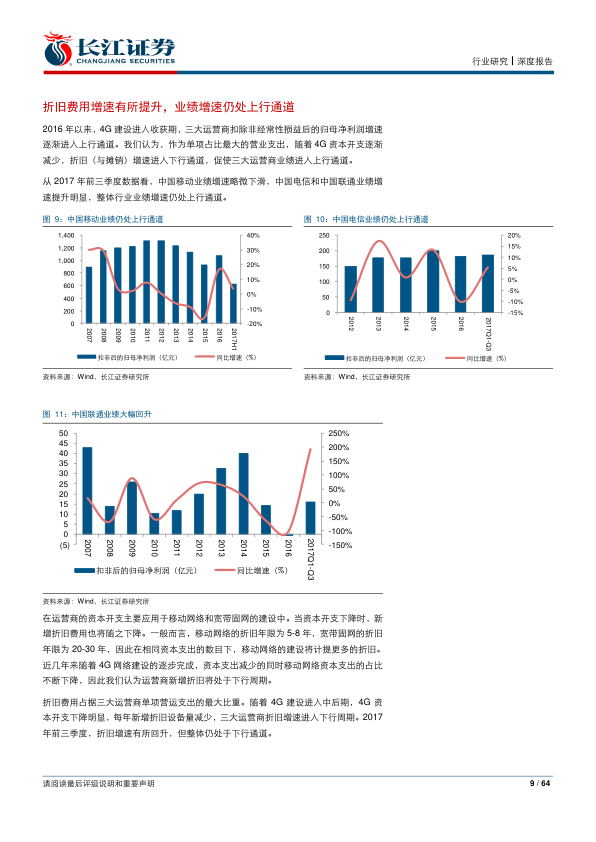 长江证券
CHANGJIANG SECURITIES
行业研究┃深度报告
折旧费用增速有所提升，业绩增速仍处上行通道
2016 年以来，4G 建设进入收获期，三大运营商扣除非经常性损益后的归母净利润增速
逐渐进入上行通道。我们认为，作为单项占比最大的营业支出，随着 4G 资本开支逐渐
减少，折旧（与摊销）增速进入下行通道，促使三大运营商业绩进入上行通道。
从 2017 年前三季度数据看，中国移动业绩增速略微下滑，中国电信和中国联通业绩增
速提升明显，整体行业业绩增速仍处上行通道。
图 9：中国移动业绩仍处上行通道
1,400
1,200
1,000
800
600
400
200
0
40%
30%
20%
10%
0%
-10%
-20%
2007
2008
2009
2010
2011
2012
2013
2014
2015
2016
2017H1
扣非后的归母净利润（亿元）
同比增速（%）
资料来源：Wind，长江证券研究所
图 10：中国电信业绩仍处上行通道
250
200
150
100
50
0
20%
15%
10%
5%
0%
-5%
-10%
-15%
2012
2013
2014
2015
2016
2017Q1-Q3
扣非后的归母净利润（亿元）
同比增速（%）
资料来源：Wind，长江证券研究所
图 11：中国联通业绩大幅回升
50
45
40
35
30
25
20
15
10
5
0
(5)
250%
200%
150%
100%
50%
0%
-50%
-100%
-150%
2007
2008
2009
2010
2011
2012
2013
2014
2015
2016
2017Q1-Q3
扣非后的归母净利润（亿元）
同比增速（%）
资料来源：Wind，长江证券研究所
在运营商的资本开支主要应用于移动网络和宽带固网的建设中。当资本开支下降时，新
增折旧费用也将随之下降。一般而言，移动网络的折旧年限为 5-8 年，宽带固网的折旧
年限为 20-30 年，因此在相同资本支出的数目下，移动网络的建设将计提更多的折旧。
近几年来随着 4G 网络建设的逐步完成，资本支出减少的同时移动网络资本支出的占比
不断下降，因此我们认为运营商新增折旧将处于下行周期。
折旧费用占据三大运营商单项营运支出的最大比重。随着 4G 建设进入中后期，4G 资
本开支下降明显，每年新增折旧设备量减少，三大运营商折旧增速进入下行周期。2017
年前三季度，折旧增速有所回升，但整体仍处于下行通道。
请阅读最后评级说明和重要声明
9 / 64